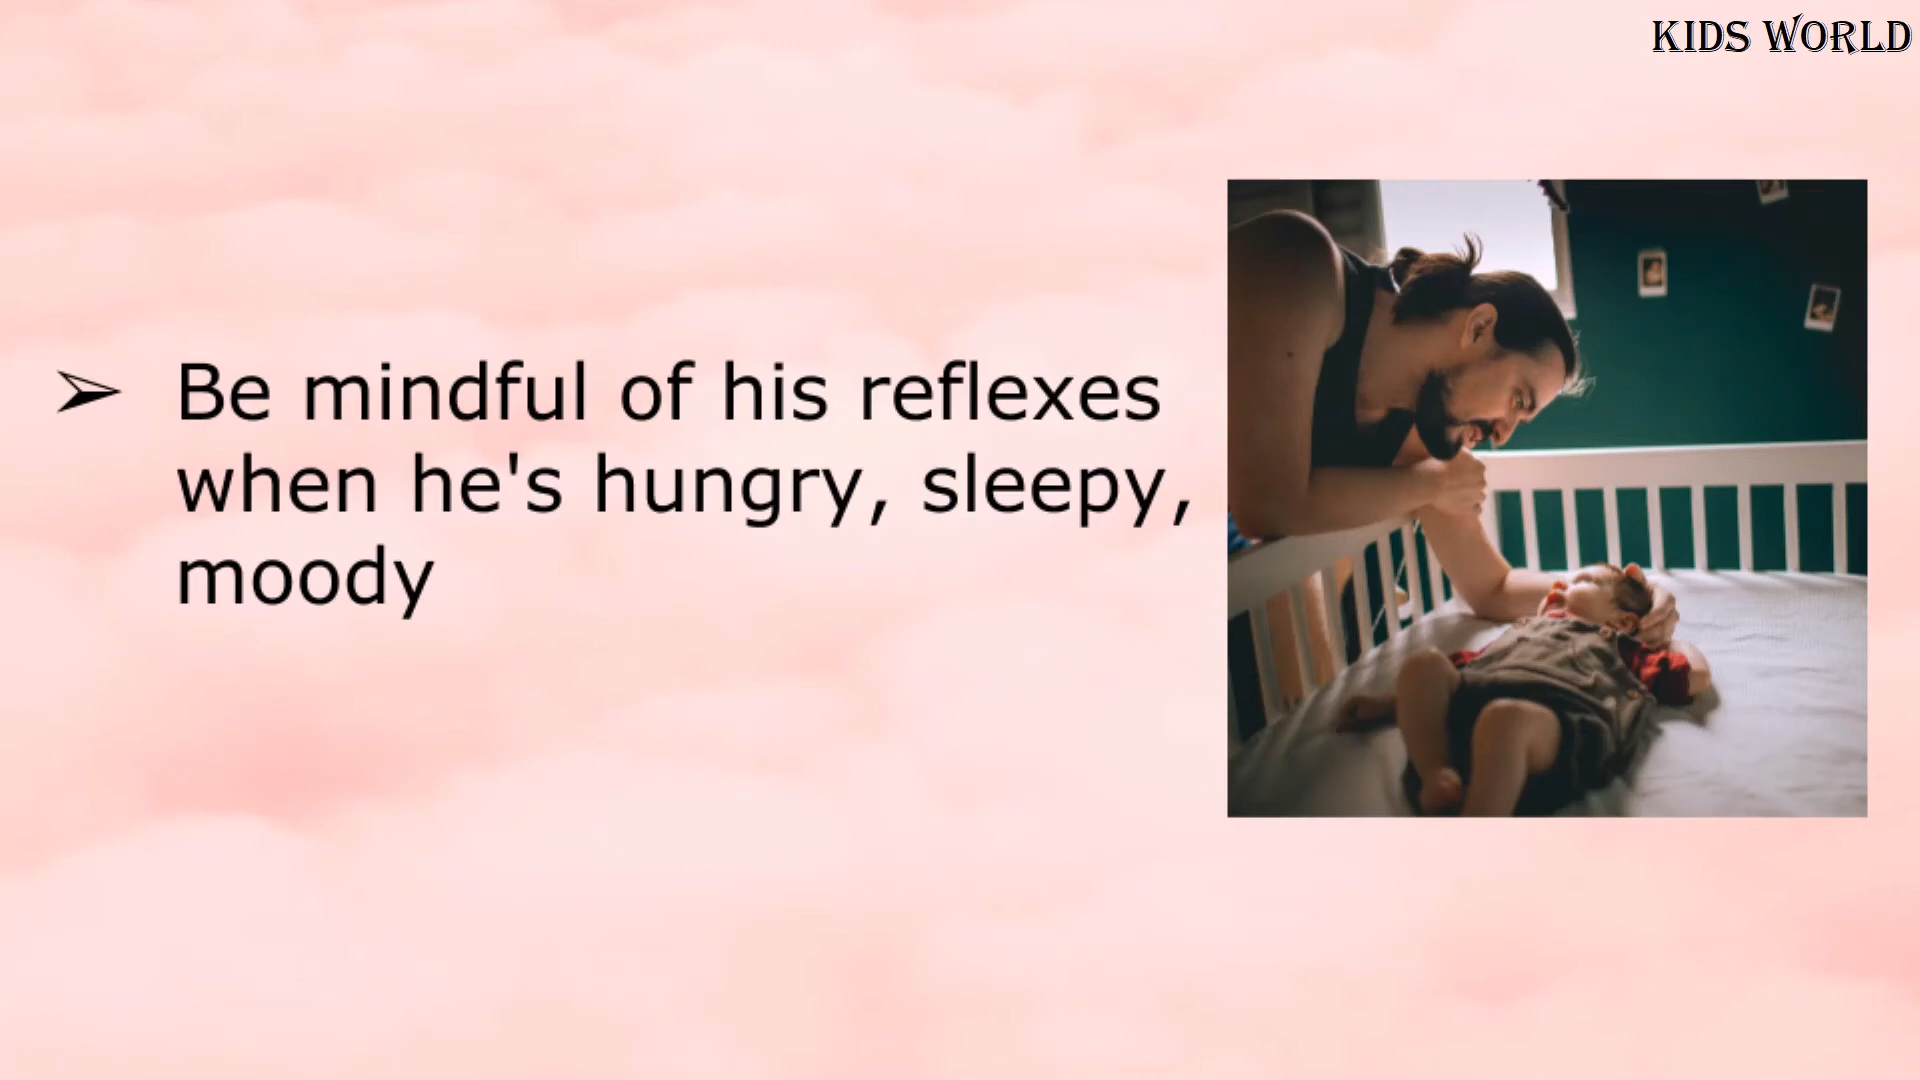 KIDS WORLD
➢ Be mindful of his reflexes
when he's hungry, sleepy,
moody